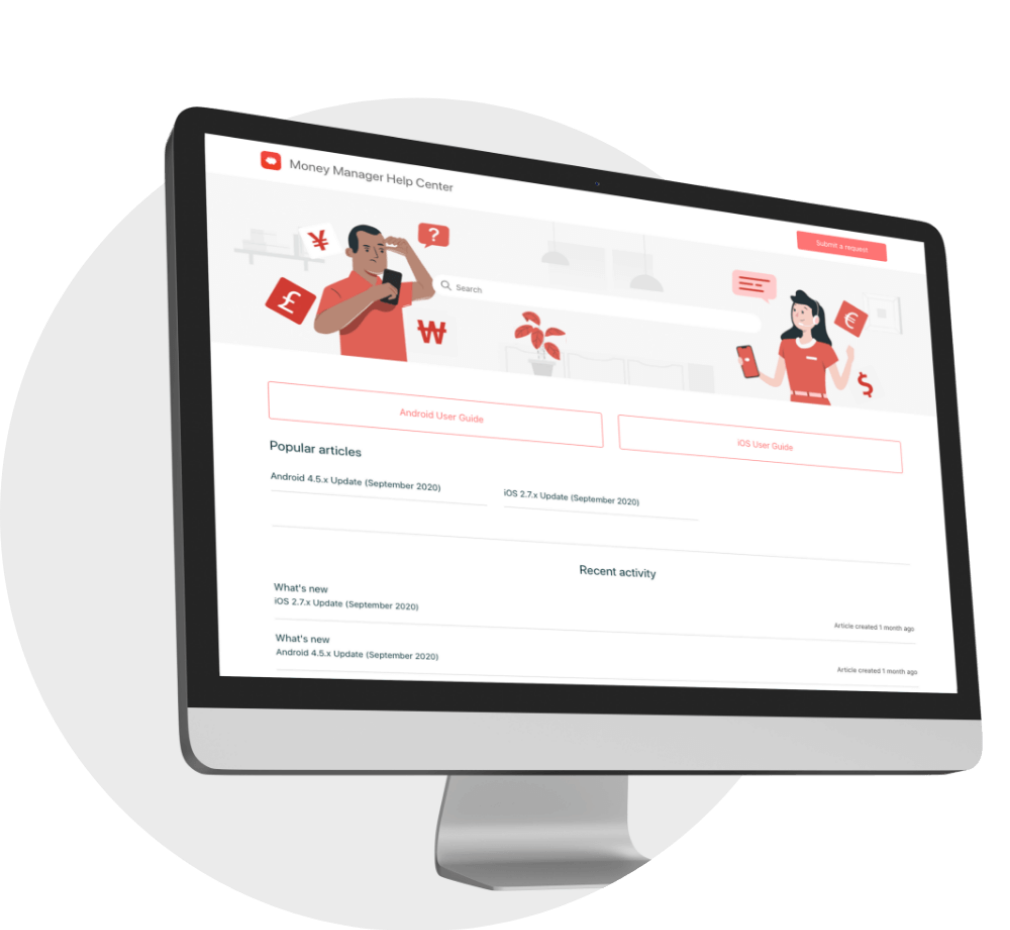 Money Manager Help Center
Submit a request
¥
?
£
₩
Search
€
$
Android User Guide
iOS User Guide
Popular articles
Android 4.5.x Update (September 2020)
iOS 2.7.x Update (September 2020)
Recent activity
What's new
iOS 2.7.x Update (September 2020)
Article created 1 month ago
What's new
Android 4.5.x Update (September 2020)
Article created 1 month ago